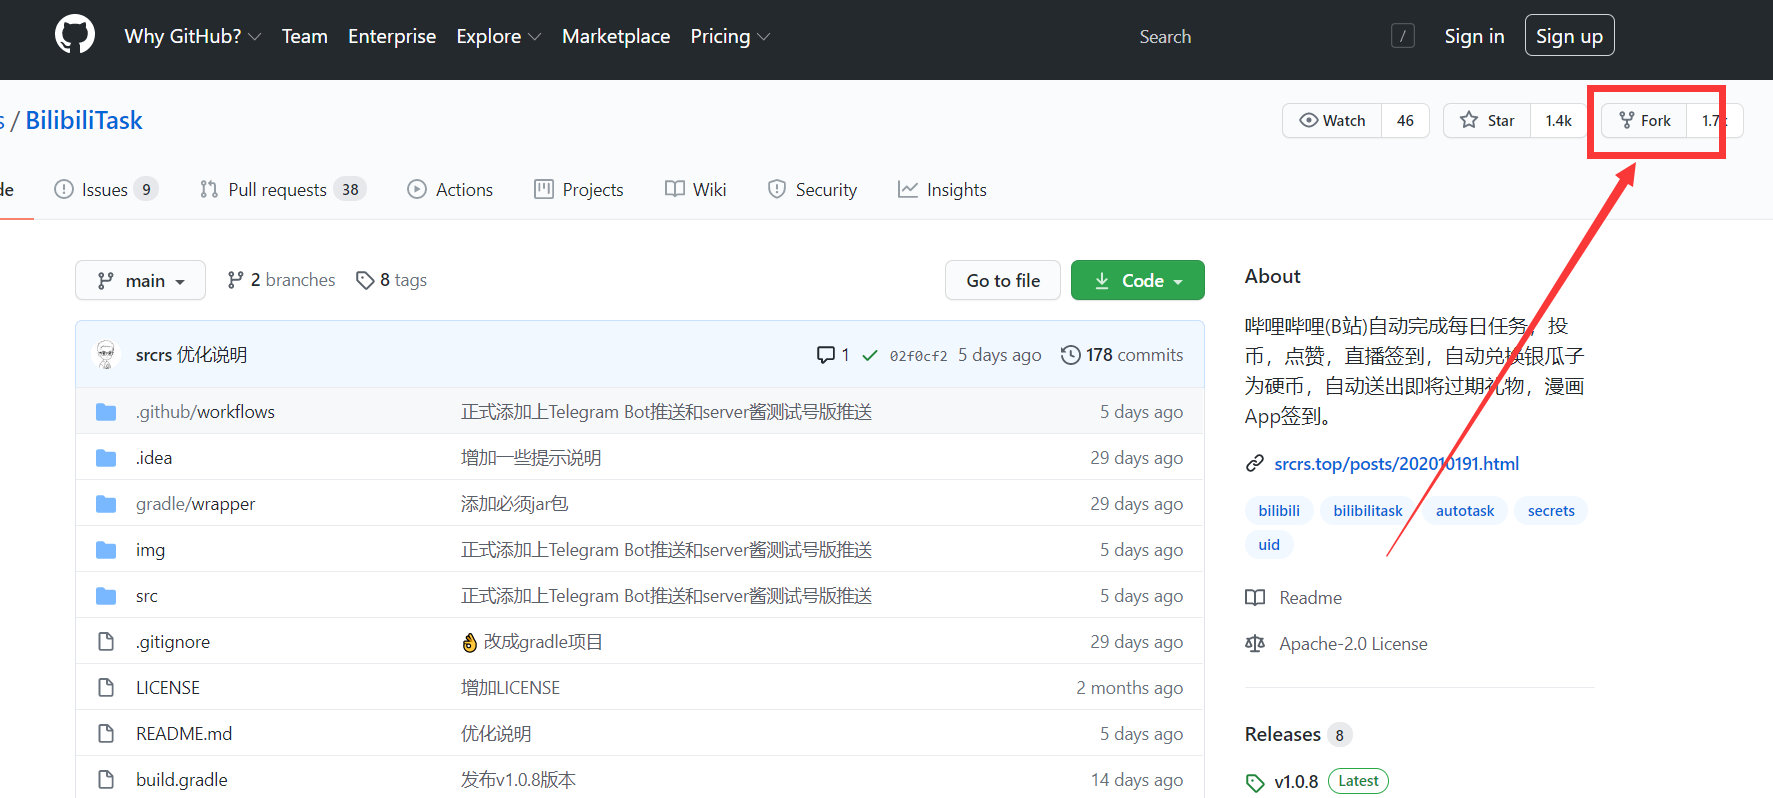 Why GitHub? Team Enterprise Explore Marketplace Pricing Search / Sign in Sign up
s / BilibiliTask Watch 46 Star 1.4k Fork 1.7k
de Issues 9 Pull requests 38 Actions Projects Wiki Security Insights
main 2 branches 8 tags Go to file Code
srcrs 优化说明 1 02f0cf2 5 days ago 178 commits
.github/workflows 正式添加上Telegram Bot推送和server酱测试号版推送 5 days ago
.idea 增加一些提示说明 29 days ago
gradle/wrapper 添加必须jar包 29 days ago
img 正式添加上Telegram Bot推送和server酱测试号版推送 5 days ago
src 正式添加上Telegram Bot推送和server酱测试号版推送 5 days ago
.gitignore 👌 改成gradle项目 29 days ago
LICENSE 增加LICENSE 2 months ago
README.md 优化说明 5 days ago
build.gradle 发布v1.0.8版本 14 days ago
About
哔哩哔哩(B站)自动完成每日任务，投
币，点赞，直播签到，自动兑换银瓜子
为硬币，自动送出即将过期礼物，漫画
App签到。
srcrs.top/posts/202010191.html
bilibili bilibilitask autotask secrets
uid
Readme
Apache-2.0 License
Releases 8
v1.0.8 Latest